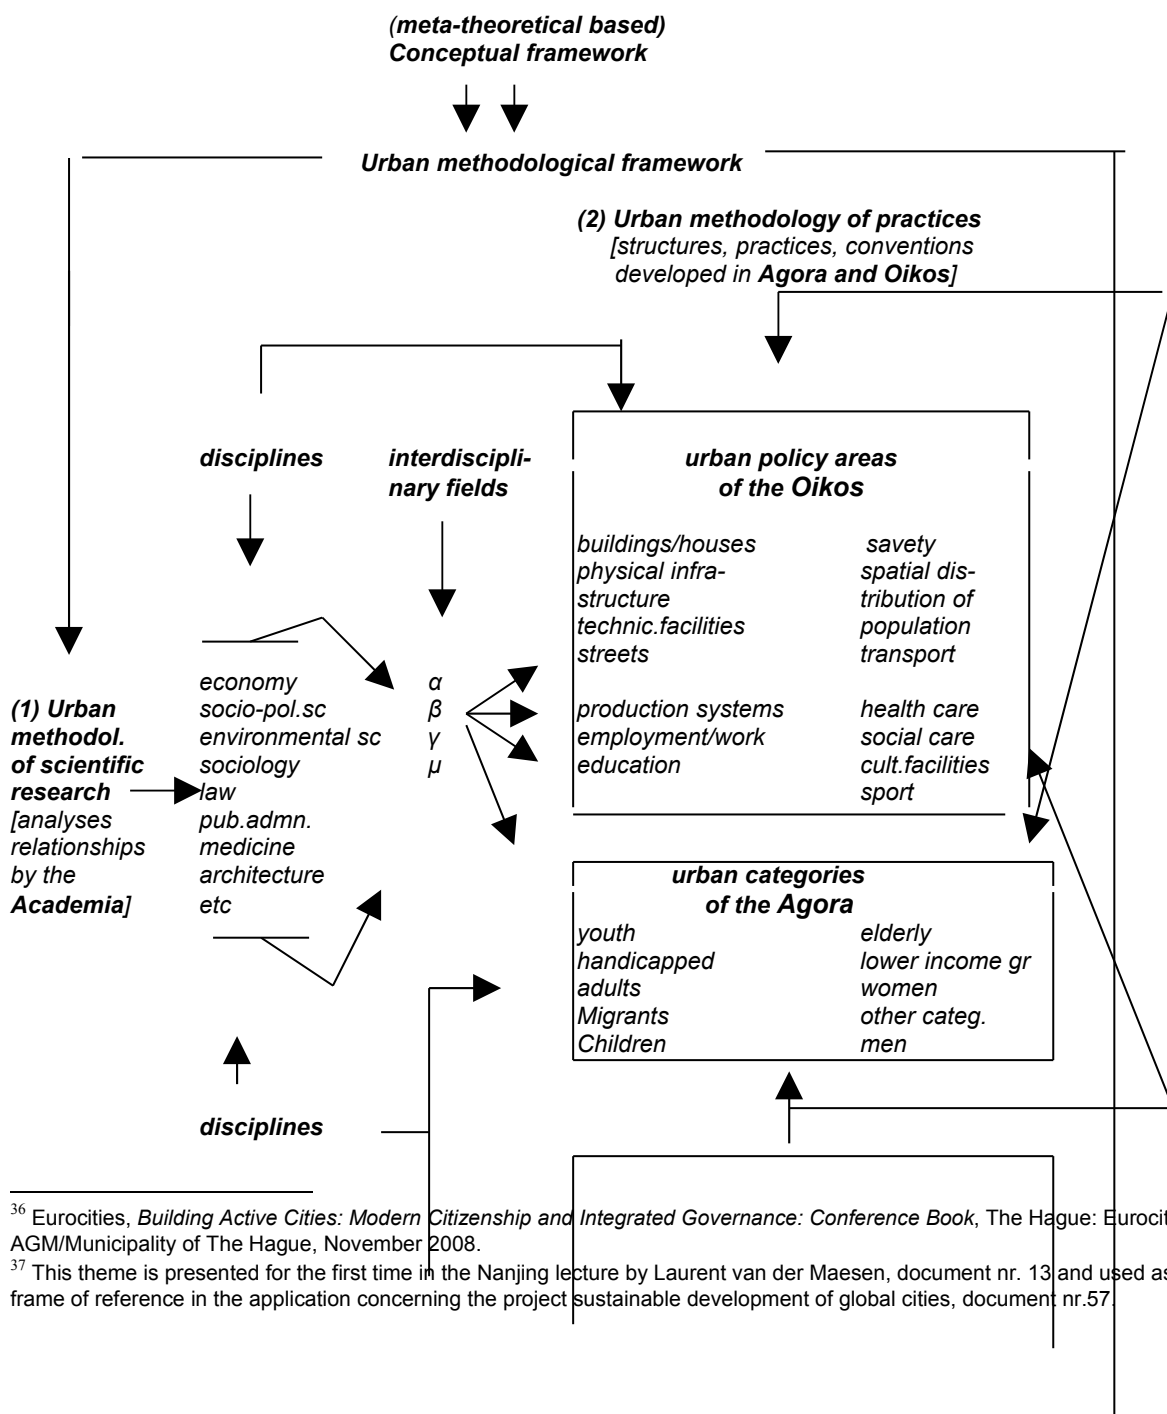 (meta-theoretical based)
Conceptual framework
Urban methodological framework
(2) Urban methodology of practices
[structures, practices, conventions
developed in Agora and Oikos]
disciplines
interdiscipli-
nary fields
urban policy areas
of the Oikos
buildings/houses
physical infra-
structure
technic.facilities
streets
production systems
employment/work
education
savety
spatial dis-
tribution of
population
transport
health care
social care
cult.facilities
sport
(1) Urban
methodol.
of scientific
research
[analyses
relationships
by the
Academia]
economy
socio-pol.sc
environmental sc
sociology
law
pub.admn.
medicine
architecture
etc
α
β
γ
μ
urban categories
of the Agora
youth
handicapped
adults
Migrants
Children
elderly
lower income gr
women
other categ.
men
disciplines
36 Eurocities, Building Active Cities: Modern Citizenship and Integrated Governance: Conference Book, The Hague: Eurocit
AGM/Municipality of The Hague, November 2008.
37 This theme is presented for the first time in the Nanjing lecture by Laurent van der Maesen, document nr. 13 and used as
frame of reference in the application concerning the project sustainable development of global cities, document nr.57.